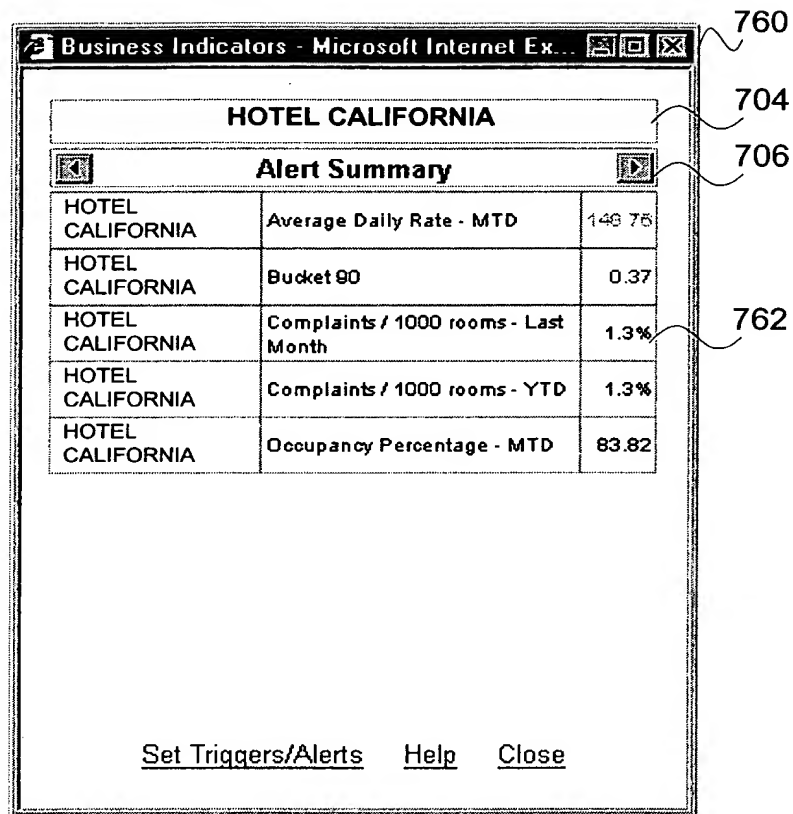 Business Indicators - Microsoft Internet Ex...
760
HOTEL CALIFORNIA
704
Alert Summary
706
HOTEL CALIFORNIA Average Daily Rate - MTD
HOTEL CALIFORNIA Bucket 90 0.37
HOTEL CALIFORNIA Complaints / 1000 rooms - Last Month 1.3%
762
HOTEL CALIFORNIA Complaints / 1000 rooms - YTD 1.3%
HOTEL CALIFORNIA Occupancy Percentage - MTD 83.82
Set Triggers/Alerts Help Close